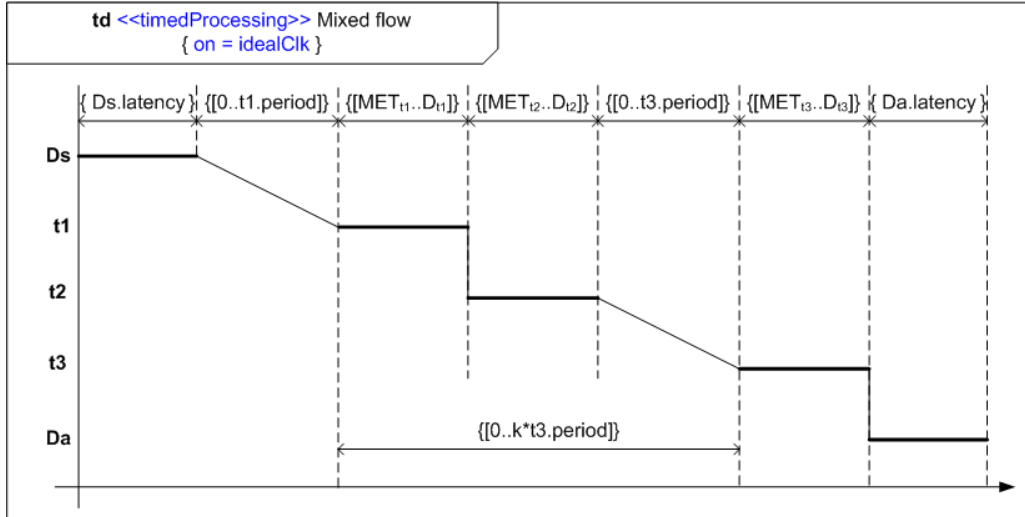 td <<timedProcessing>> Mixed flow
{ on = idealClk }
{ Ds.latency } {[0..t1.period]} {[METt1..Dt1]} {[METt2..Dt2]} {[0..t3.period]} {[METt3..Dt3]} { Da.latency }
Ds
t1
t2
t3
{[0..k*t3.period]}
Da